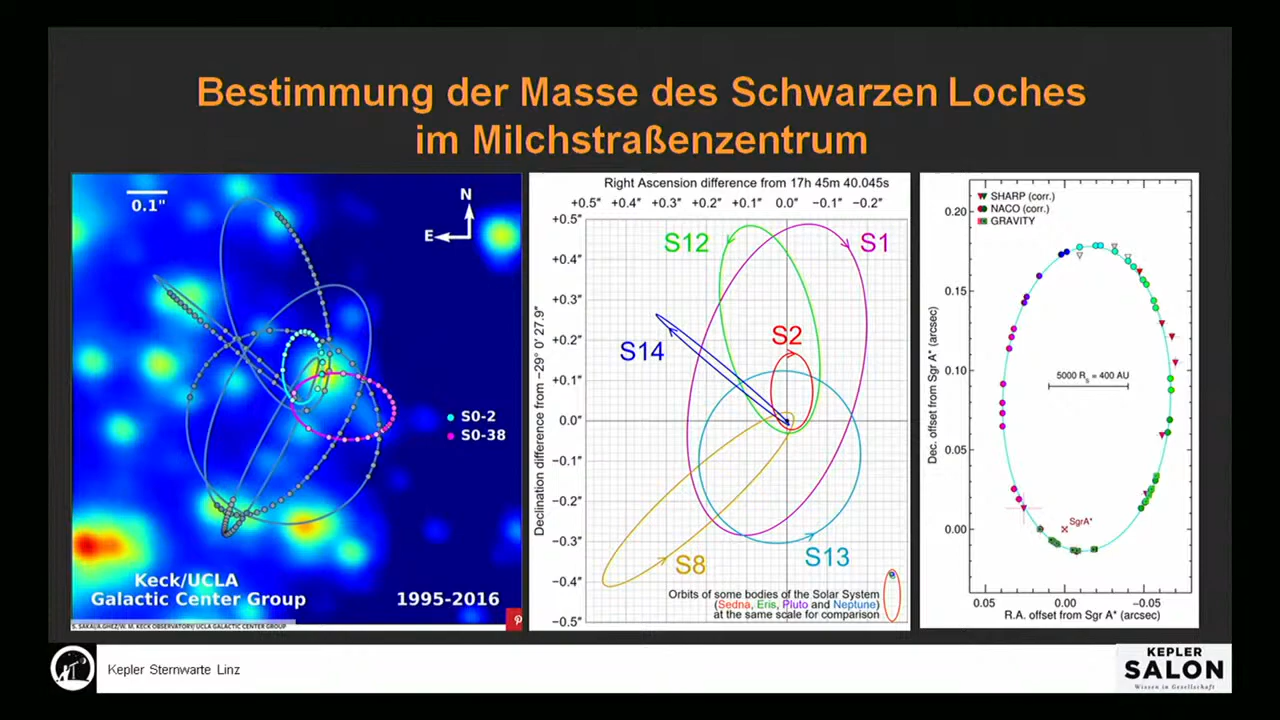 Bestimmung der Masse des Schwarzen Loches
im Milchstraßenzentrum
0.1"
N
E
S0-2
S0-38
Keck/UCLA
Galactic Center Group
1995-2016
S. SAKAI/A.GHEZ/W. M. KECK OBSERVATORY/ UCLA GALACTIC CENTER GROUP
Right Ascension difference from 17h 45m 40.045s
+0.5" +0.4" +0.3" +0.2" +0.1" 0.0" −0.1" −0.2"
Declination difference from −29° 0′ 27.9″
+0.5"
+0.4"
+0.3"
+0.2"
+0.1"
0.0"
−0.1"
−0.2"
−0.3"
−0.4"
−0.5"
S12
S1
S2
S14
S13
S8
Orbits of some bodies of the Solar System
(Sedna, Eris, Pluto and Neptune)
at the same scale for comparison
SHARP (corr.)
NACO (corr.)
GRAVITY
Dec. offset from Sgr A* (arcsec)
0.20
0.15
0.10
0.05
0.00
5000 Rs = 400 AU
SgrA*
0.05 0.00 −0.05
R.A. offset from Sgr A* (arcsec)
Kepler Sternwarte Linz
KEPLER
SALON
Wissen in Gesellschaft